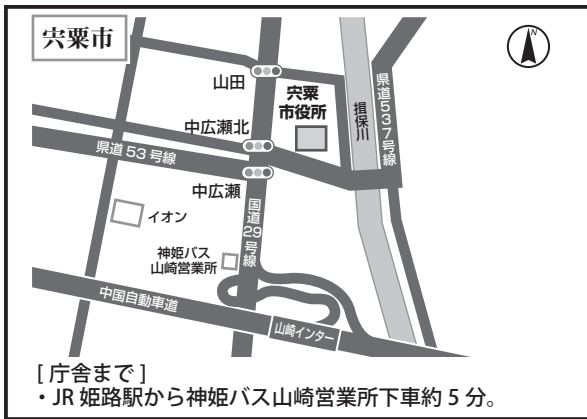 宍粟市
N
山田
宍粟
市役所
揖保川
県道537号線
中広瀬北
県道53号線
中広瀬
イオン
国道29号線
神姫バス
山崎営業所
中国自動車道
山崎インター
[庁舎まで]
・JR 姫路駅から神姫バス山崎営業所下車約 5 分。